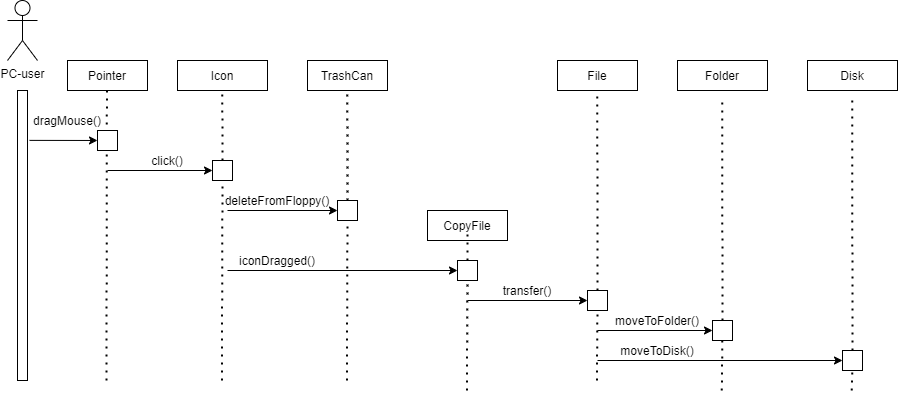 PC-user
Pointer
Icon
TrashCan
File
Folder
Disk
dragMouse()
click()
deleteFromFloppy()
CopyFile
iconDragged()
transfer()
moveToFolder()
moveToDisk()